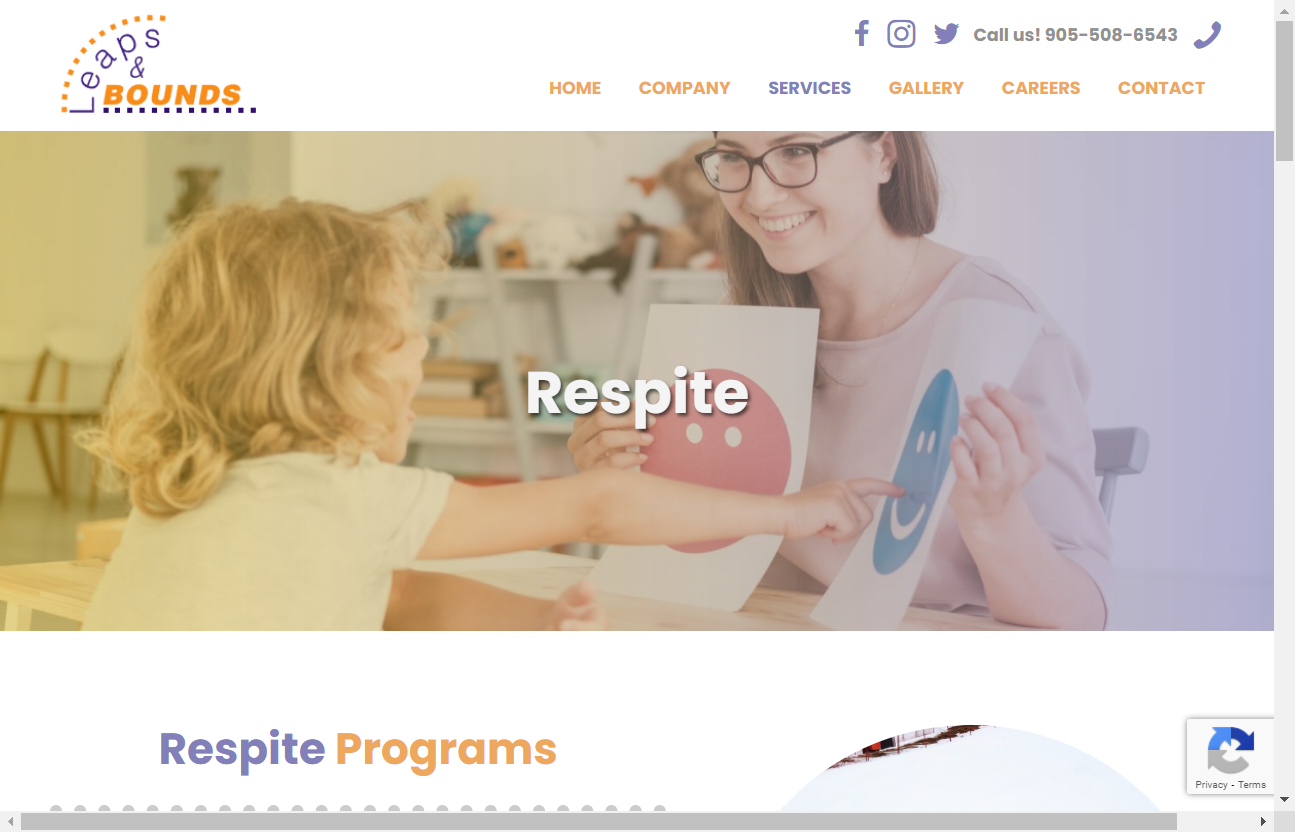 Leaps
&
BOUNDS
Call us! 905-508-6543
HOME COMPANY SERVICES GALLERY CAREERS CONTACT
Respite
Respite Programs
Privacy - Terms